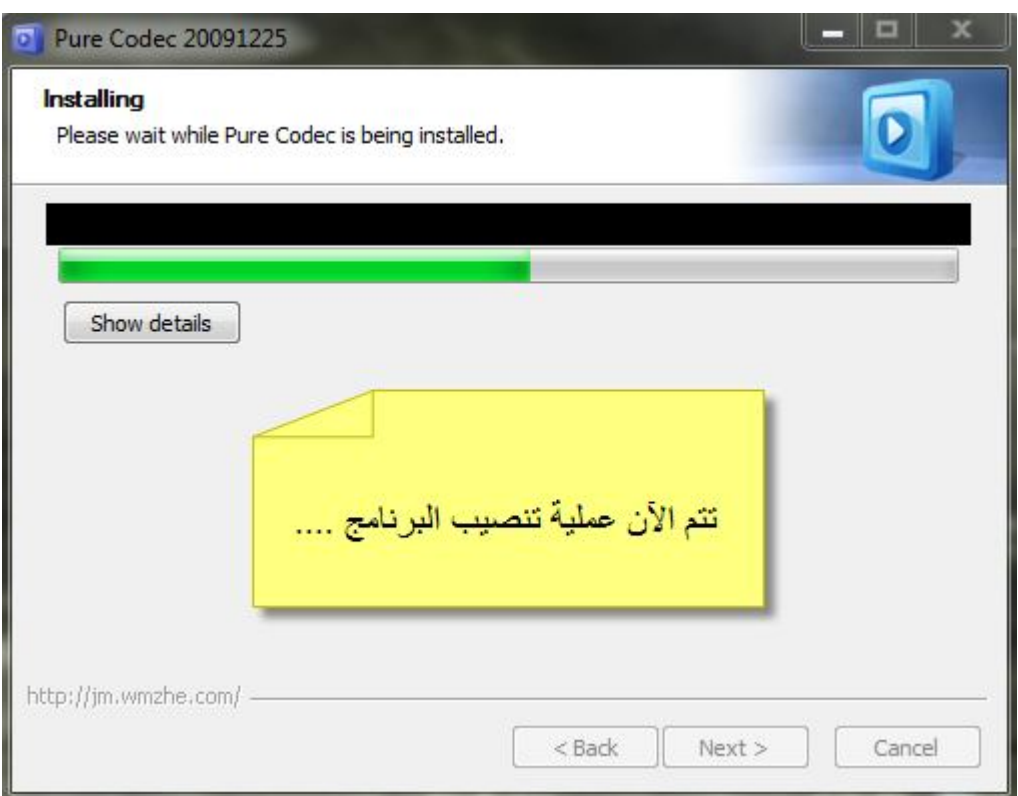 Pure Codec 20091225
Installing
Please wait while Pure Codec is being installed.
Show details
تتم الآن عملية تنصيب البرنامج ....
http://jm.wmzhe.com/
< Back
Next >
Cancel